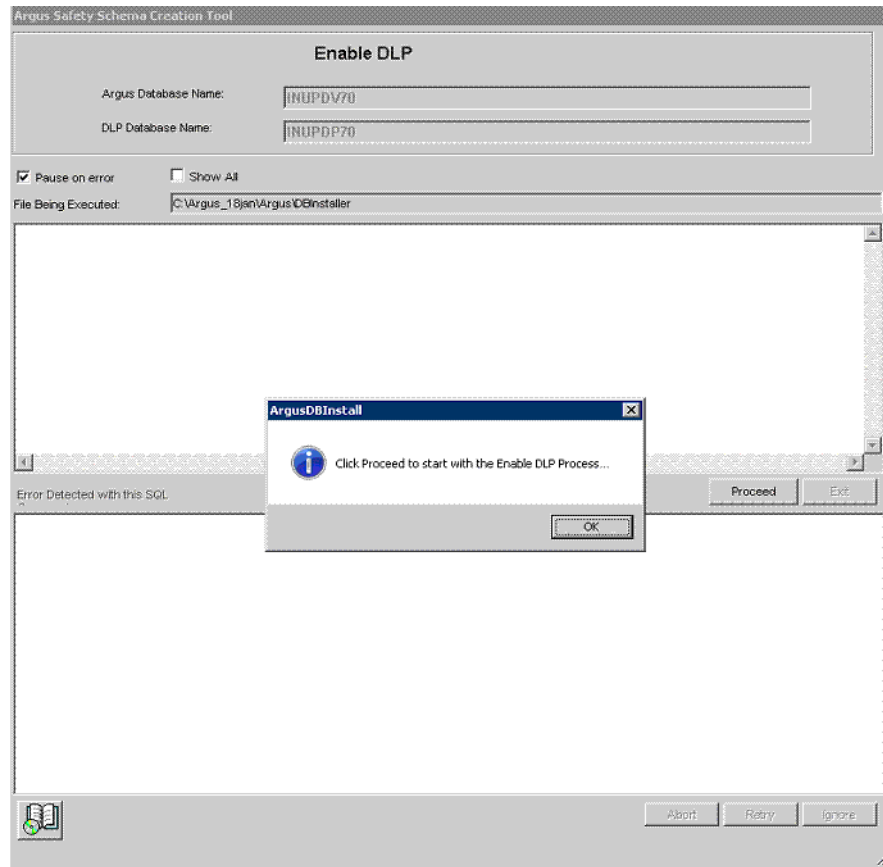 Argus Safety Schema Creation Tool
Enable DLP
Argus Database Name:
INUPDV70
DLP Database Name:
INUPDP70
Pause on error
Show All
File Being Executed:
C:\Argus_18jan\Argus\DBInstaller
ArgusDBInstall
Click Proceed to start with the Enable DLP Process...
OK
Error Detected with this SQL
Proceed
Exit
Abort
Retry
Ignore